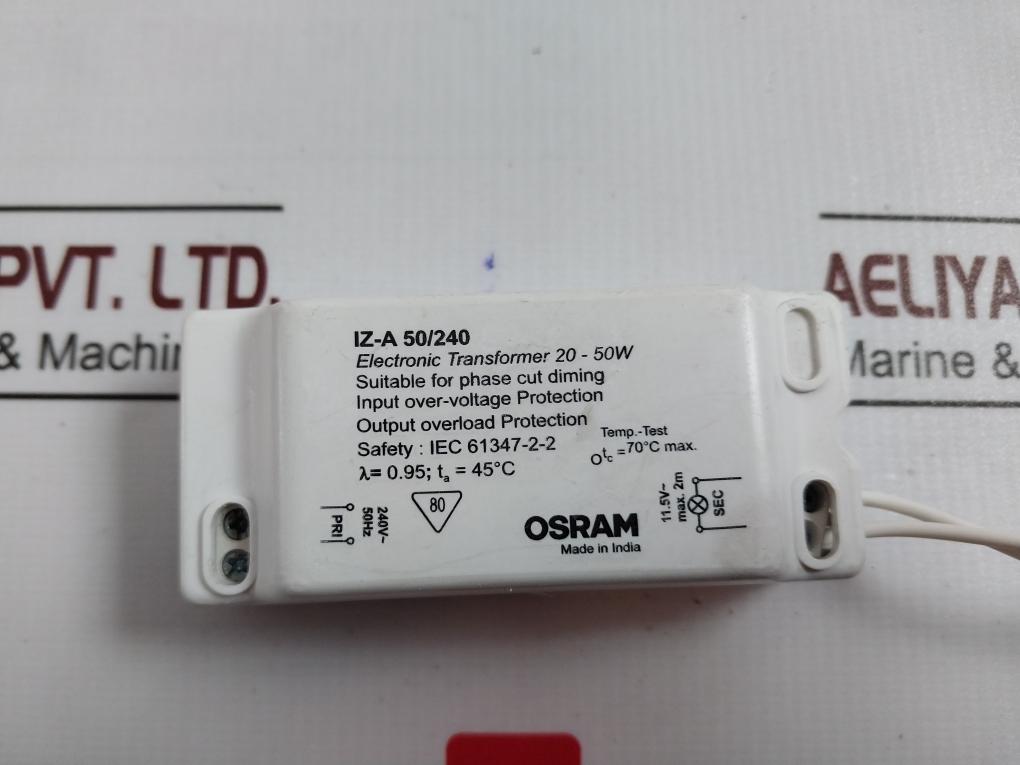 PVT. LTD.
& Machin
AELIYA
Marine &
IZ-A 50/240
Electronic Transformer 20 - 50W
Suitable for phase cut diming
Input over-voltage Protection
Output overload Protection
Safety : IEC 61347-2-2
λ= 0.95; ta = 45°C
Temp.-Test
tc =70°C max.
PRI
240V~
50Hz
80
OSRAM
Made in India
11.5V~
max. 2m
SEC